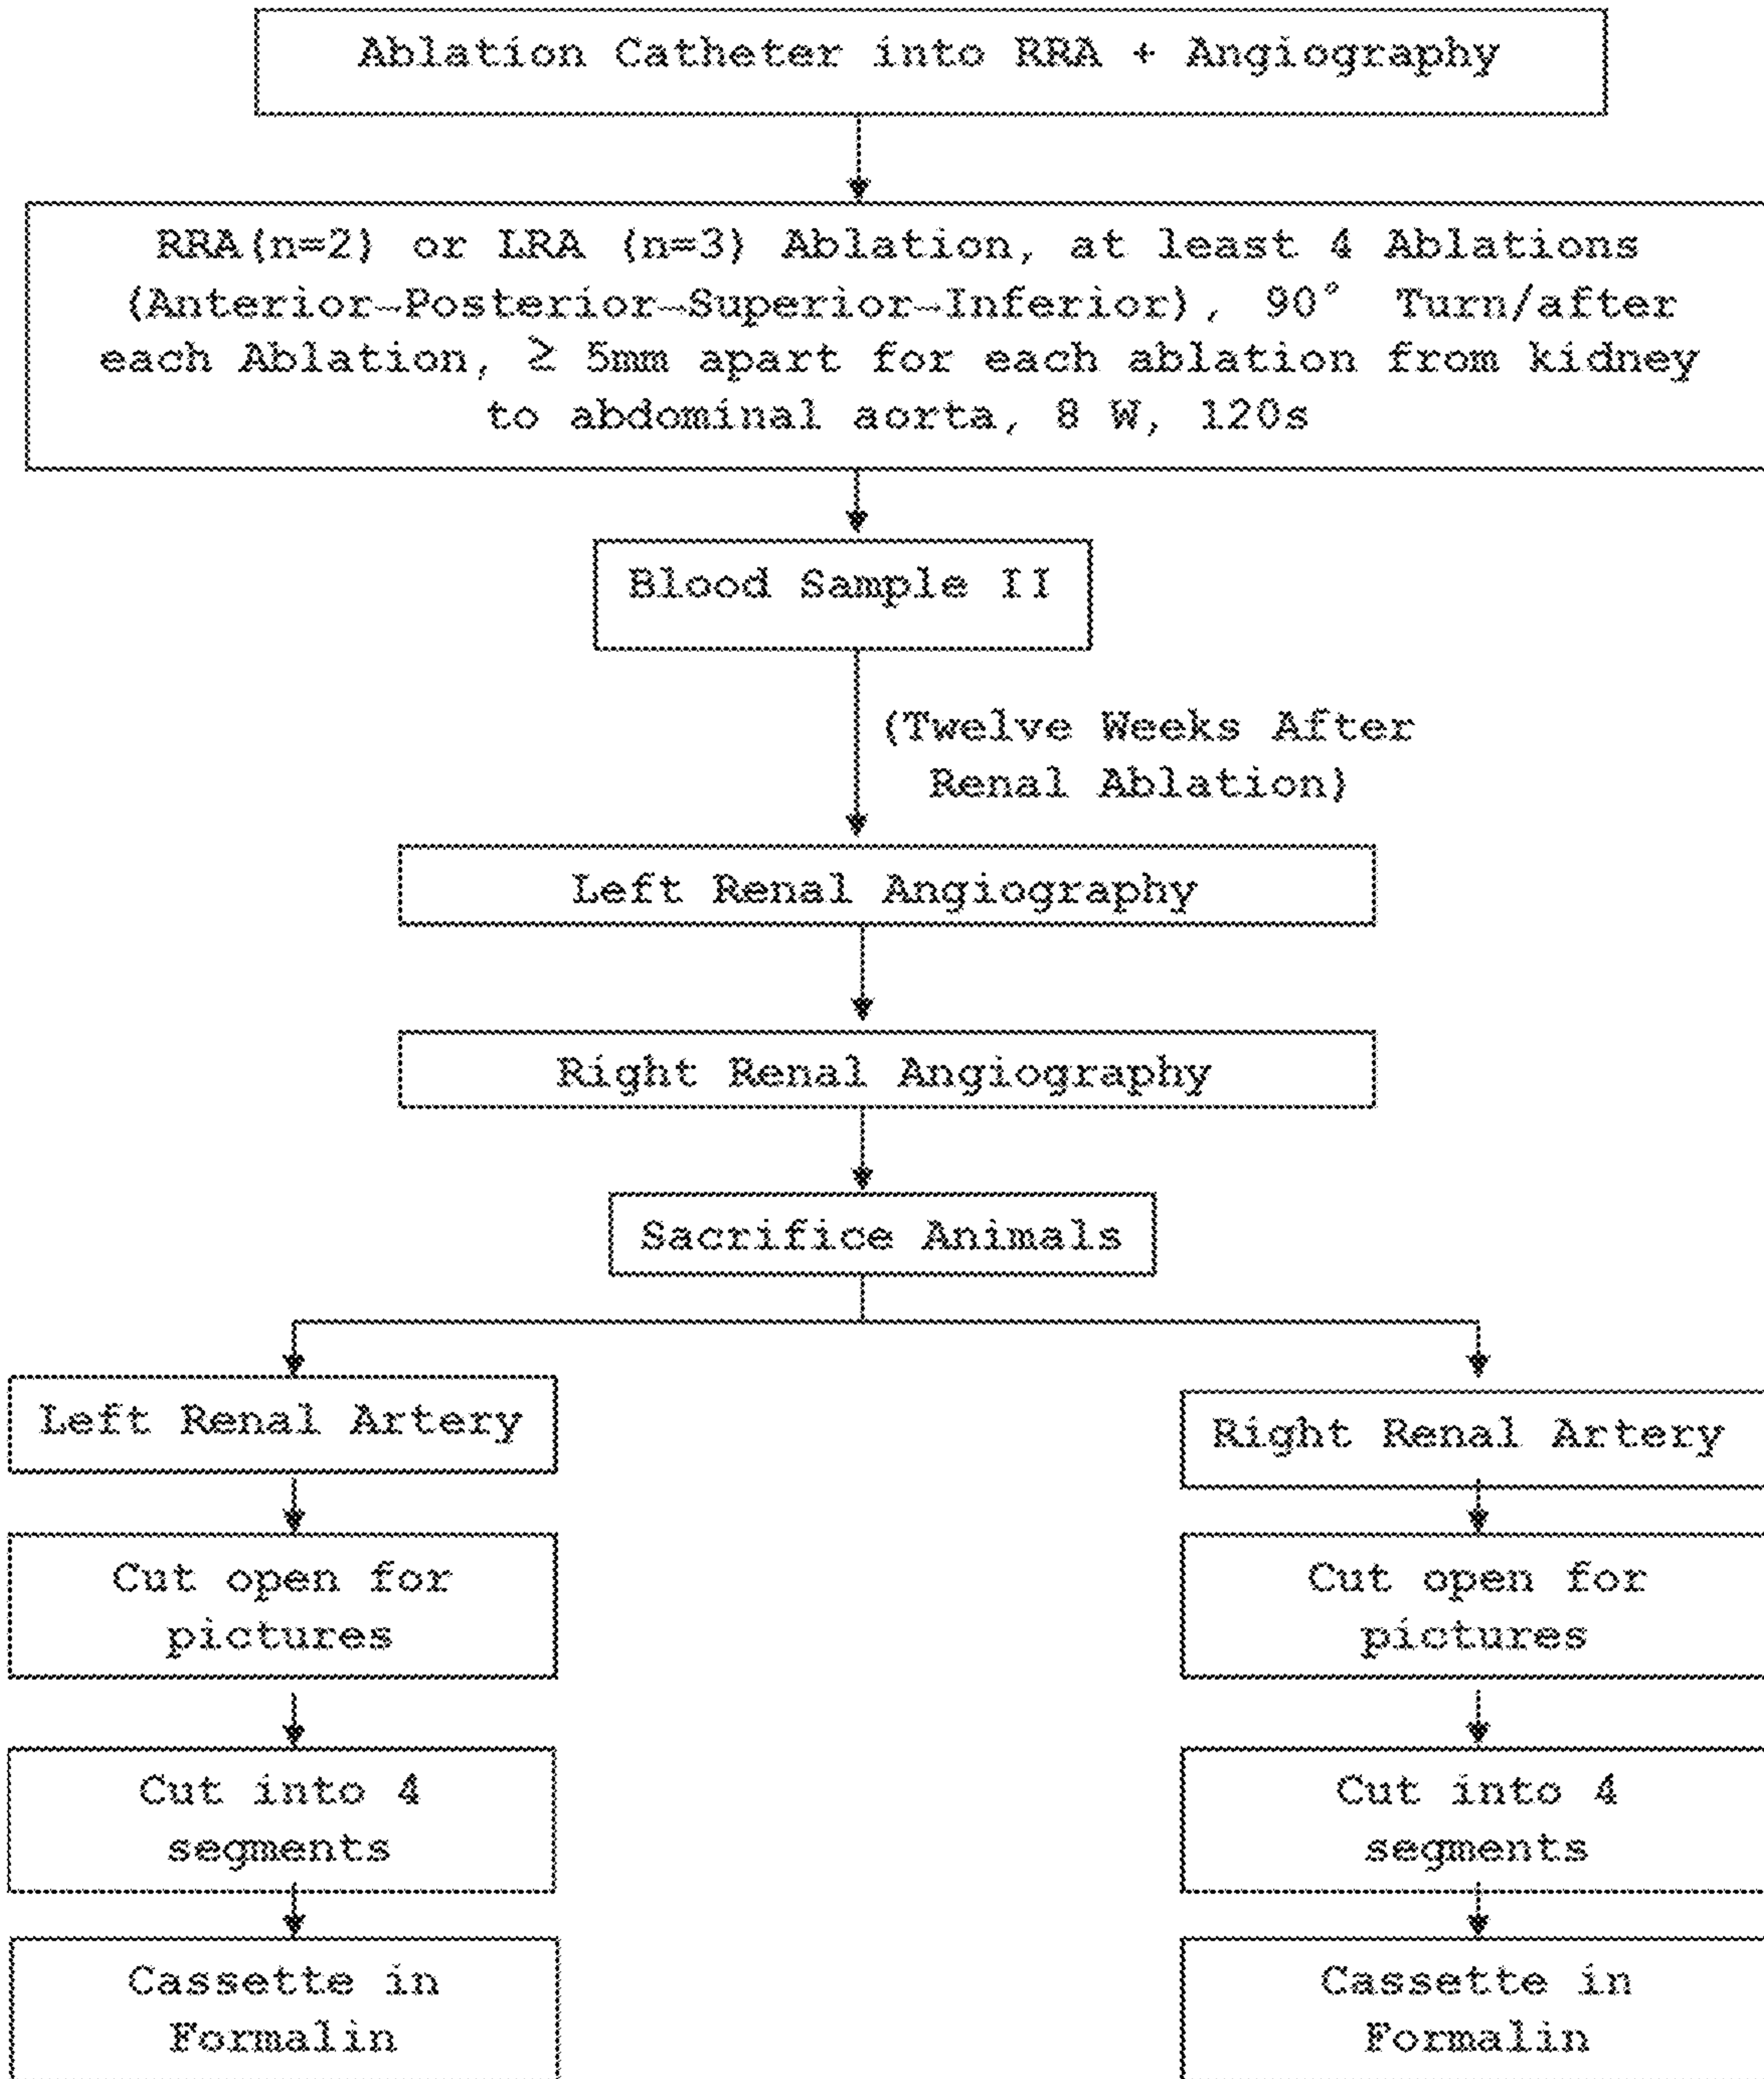 Ablation Catheter into RRA + Angiography
RRA(n=2) or LRA (n=3) Ablation, at least 4 Ablations
(Anterior→Posterior→Superior→Inferior), 90° Turn/after
each Ablation, ≥ 5mm apart for each ablation from kidney
to abdominal aorta, 8 W, 120s
Blood Sample II
(Twelve Weeks After
Renal Ablation)
Left Renal Angiography
Right Renal Angiography
Sacrifice Animals
Left Renal Artery
Cut open for
pictures
Cut into 4
segments
Cassette in
Formalin
Right Renal Artery
Cut open for
pictures
Cut into 4
segments
Cassette in
Formalin